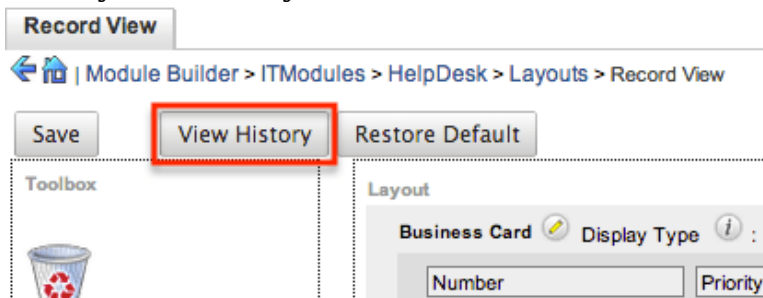 Record View
| Module Builder > ITModules > HelpDesk > Layouts > Record View
Save View History Restore Default
Toolbox
Layout
Business Card Display Type i :
Number Priority